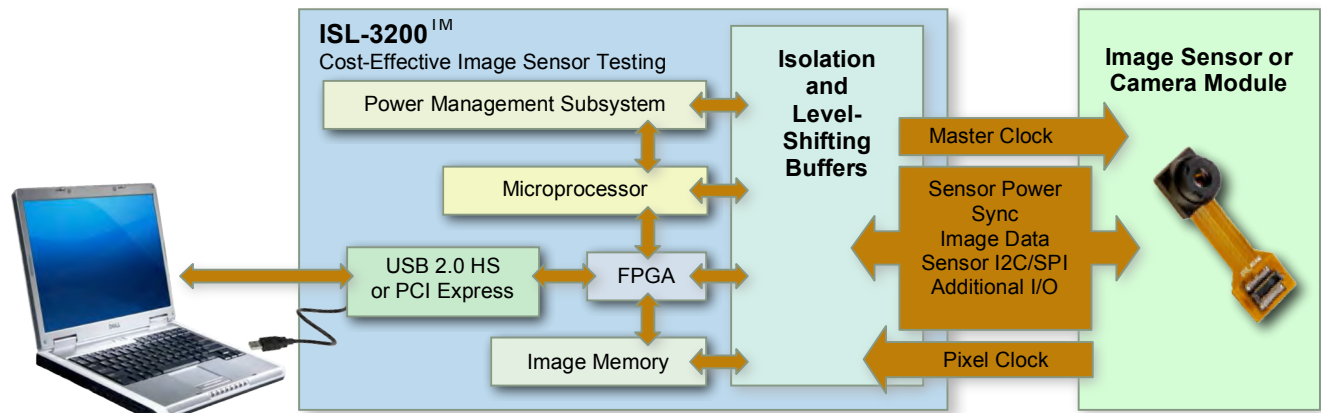 ISL-3200™
Cost-Effective Image Sensor Testing
Power Management Subsystem
Microprocessor
USB 2.0 HS
or PCI Express
FPGA
Image Memory
Isolation
and
Level-
Shifting
Buffers
Master Clock
Sensor Power
Sync
Image Data
Sensor I2C/SPI
Additional I/O
Pixel Clock
Image Sensor or
Camera Module
DELL